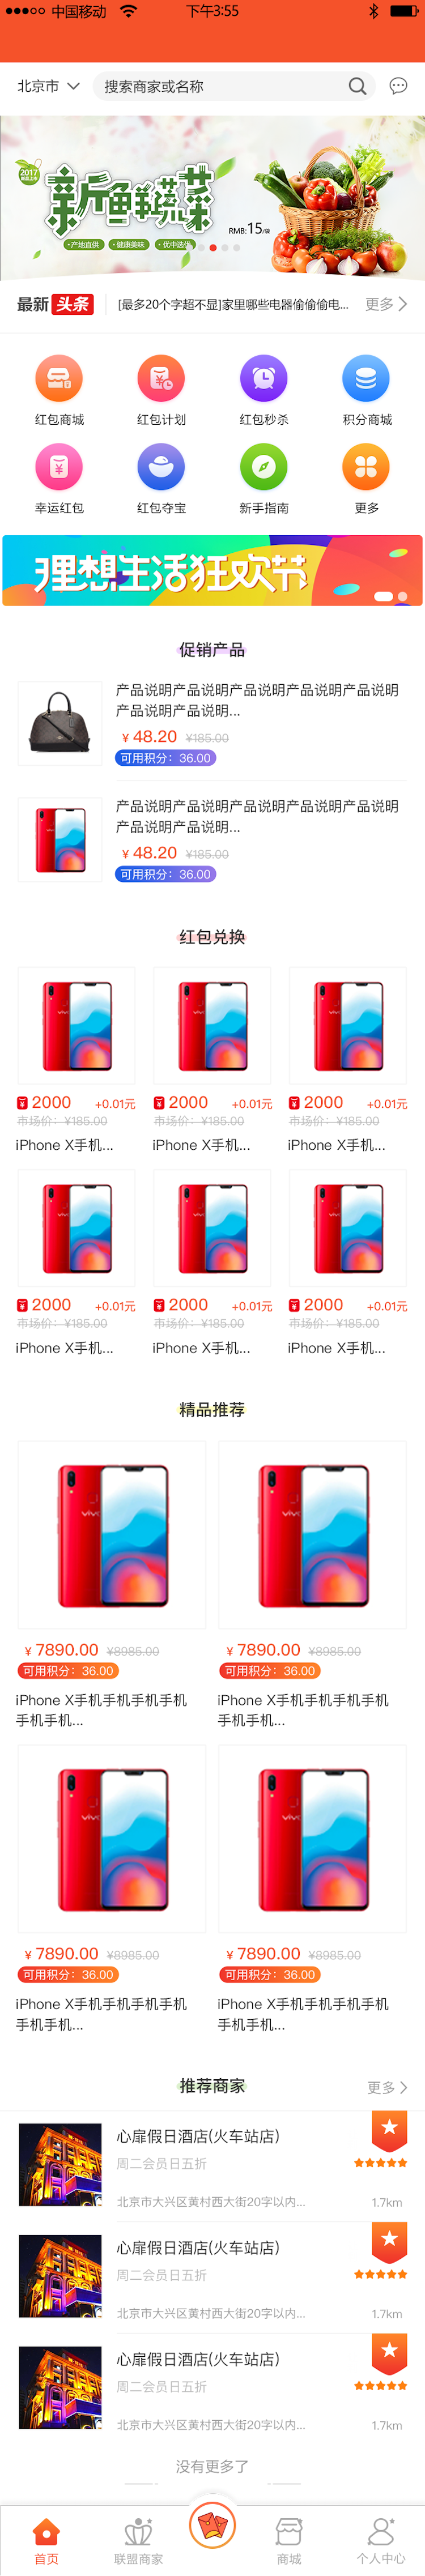 中国移动 下午3:55
北京市 搜索商家或名称
2017
新鲜蔬菜
·产地直供 ·健康美味 ·优中选优
RMB:15/袋
最新 头条 [最多20个字超不显]家里哪些电器偷偷偷电... 更多
红包商城 红包计划 红包秒杀 积分商城
幸运红包 红包夺宝 新手指南 更多
理想生活狂欢节
促销产品
产品说明产品说明产品说明产品说明产品说明
产品说明产品说明...
¥ 48.20 ¥185.00
可用积分：36.00
产品说明产品说明产品说明产品说明产品说明
产品说明产品说明...
¥ 48.20 ¥185.00
可用积分：36.00
红包兑换
vivo vivo vivo
2000 +0.01元 2000 +0.01元 2000 +0.01元
市场价：¥185.00 市场价：¥185.00 市场价：¥185.00
iPhone X手机... iPhone X手机... iPhone X手机...
vivo vivo vivo
2000 +0.01元 2000 +0.01元 2000 +0.01元
市场价：¥185.00 市场价：¥185.00 市场价：¥185.00
iPhone X手机... iPhone X手机... iPhone X手机...
精品推荐
¥ 7890.00 ¥8985.00 ¥ 7890.00 ¥8985.00
可用积分：36.00 可用积分：36.00
iPhone X手机手机手机手机 iPhone X手机手机手机手机
手机手机... 手机手机...
¥ 7890.00 ¥8985.00 ¥ 7890.00 ¥8985.00
可用积分：36.00 可用积分：36.00
iPhone X手机手机手机手机 iPhone X手机手机手机手机
手机手机... 手机手机...
推荐商家 更多
心扉假日酒店(火车站店)
周二会员日五折
北京市大兴区黄村西大街20字以内... 1.7km
心扉假日酒店(火车站店)
周二会员日五折
北京市大兴区黄村西大街20字以内... 1.7km
心扉假日酒店(火车站店)
周二会员日五折
北京市大兴区黄村西大街20字以内... 1.7km
没有更多了
首页 联盟商家 商城 个人中心